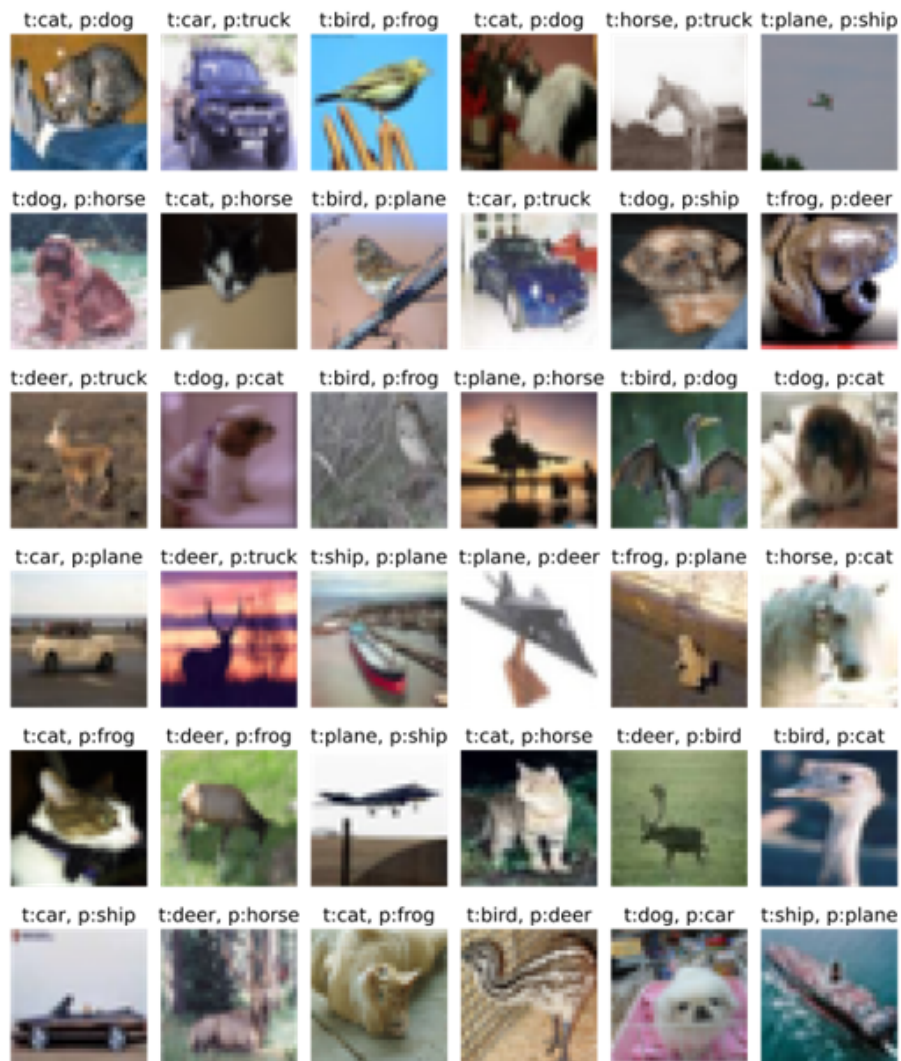 t:cat, p:dog t:car, p:truck t:bird, p:frog t:cat, p:dog t:horse, p:truck t:plane, p:ship
t:dog, p:horse t:cat, p:horse t:bird, p:plane t:car, p:truck t:dog, p:ship t:frog, p:deer
t:deer, p:truck t:dog, p:cat t:bird, p:frog t:plane, p:horse t:bird, p:dog t:dog, p:cat
t:car, p:plane t:deer, p:truck t:ship, p:plane t:plane, p:deer t:frog, p:plane t:horse, p:cat
t:cat, p:frog t:deer, p:frog t:plane, p:ship t:cat, p:horse t:deer, p:bird t:bird, p:cat
t:car, p:ship t:deer, p:horse t:cat, p:frog t:bird, p:deer t:dog, p:car t:ship, p:plane